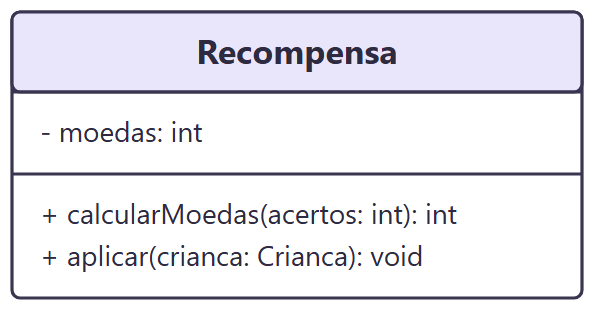 Recompensa
- moedas: int
+ calcularMoedas(acertos: int): int
+ aplicar(crianca: Crianca): void